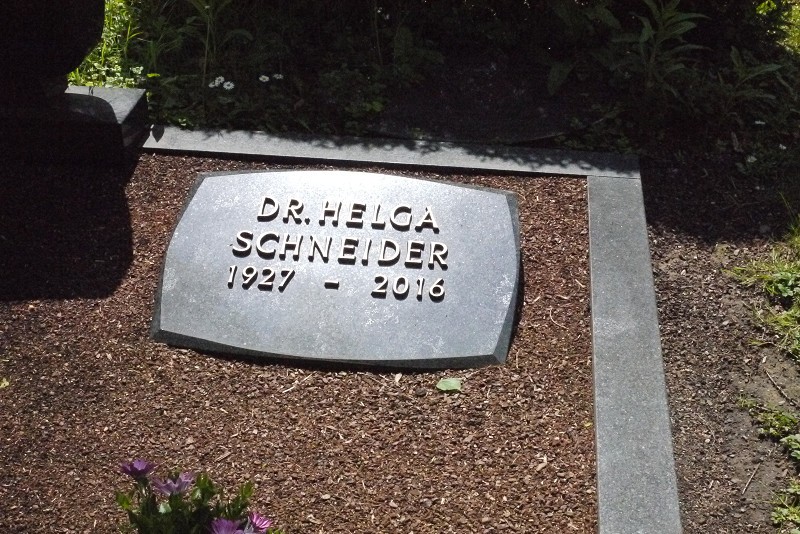 DR. HELGA
SCHNEIDER
1927 - 2016